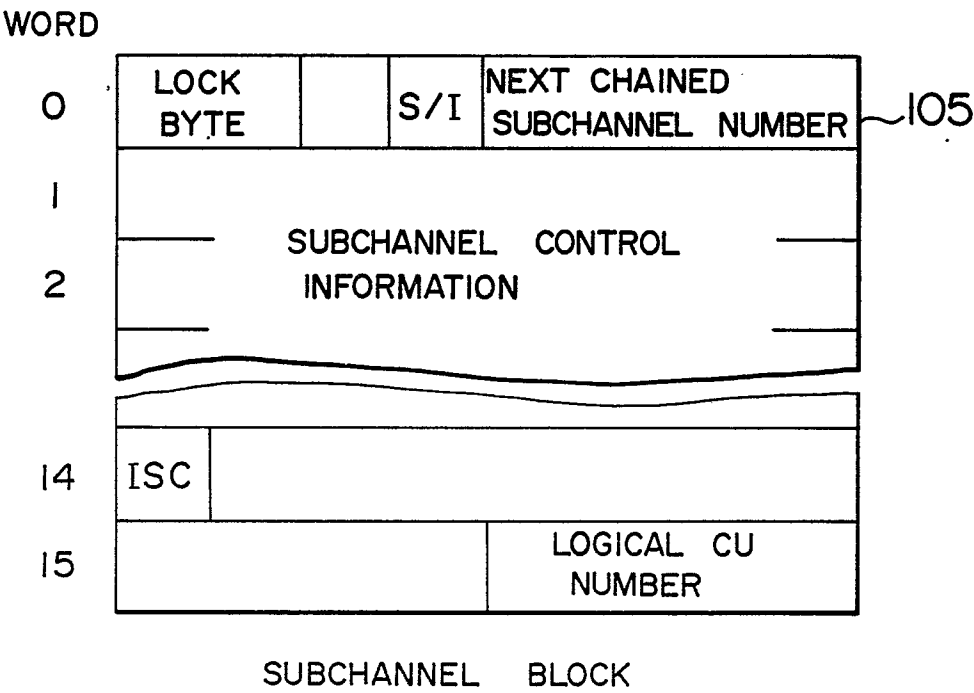 WORD
0
LOCK
BYTE
S/I
NEXT CHAINED
SUBCHANNEL NUMBER
105
1
2
SUBCHANNEL CONTROL
INFORMATION
14
ISC
15
LOGICAL CU
NUMBER
SUBCHANNEL BLOCK